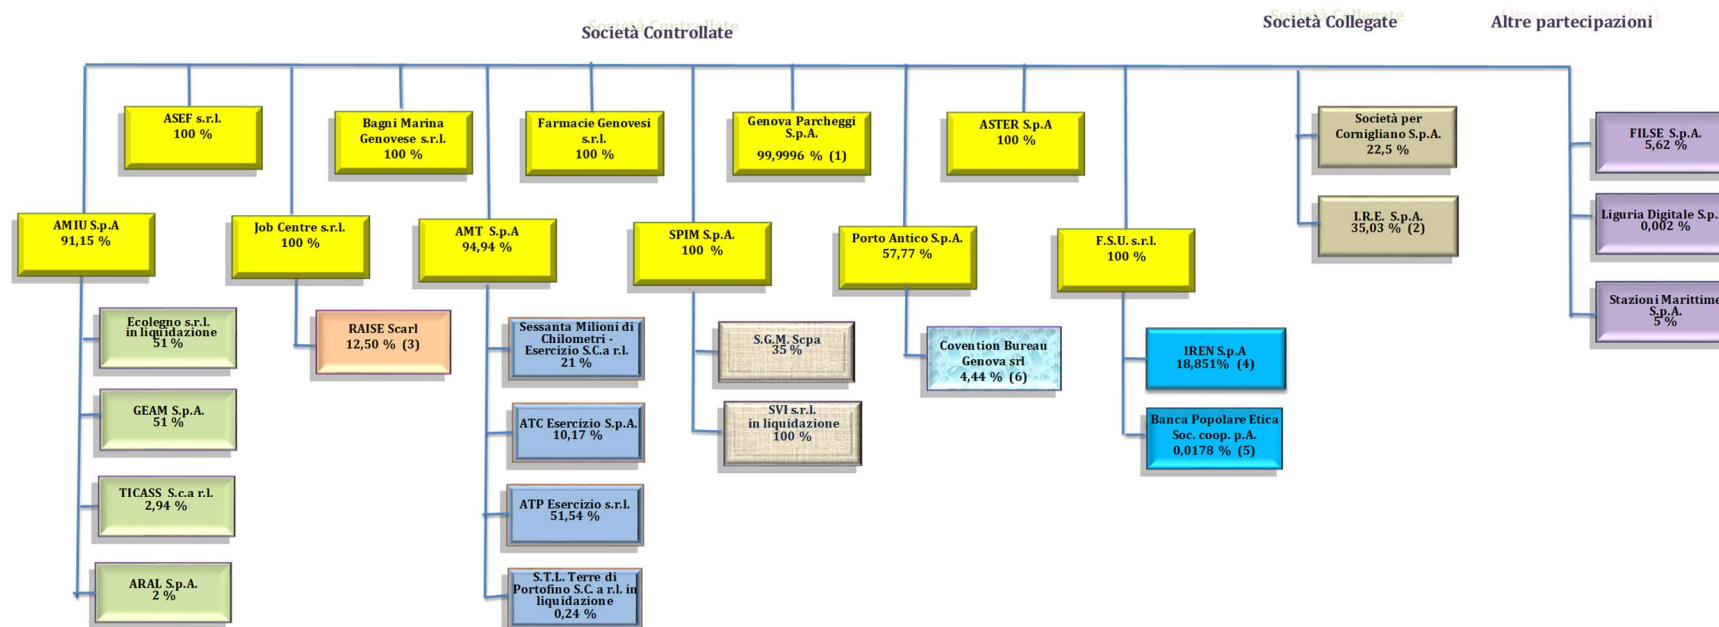 Società Controllate
Società Collegate
Altre partecipazioni
ASEF s.r.l.
100 %
Bagni Marina
Genovese s.r.l.
100 %
Farmacie Genovesi
s.r.l.
100 %
Genova Parcheggi
S.p.A.
99,9996 % (1)
ASTER S.p.A
100 %
Società per
Cornigliano S.p.A.
22,5 %
FILSE S.p.A.
5,62 %
AMIU S.p.A
91,15 %
Job Centre s.r.l.
100 %
AMT S.p.A
94,94 %
SPIM S.p.A.
100 %
Porto Antico S.p.A.
57,77 %
F.S.U. s.r.l.
100 %
I.R.E. S.p.A.
35,03 % (2)
Liguria Digitale S.p.
0,002 %
Stazioni Marittime
S.p.A.
5 %
Ecolegno s.r.l.
in liquidazione
51 %
GEAM S.p.A.
51 %
TICASS S.c.a r.l.
2,94 %
ARAL S.p.A.
2 %
RAISE Scarl
12,50 % (3)
Sessanta Milioni di
Chilometri -
Esercizio S.C.a r.l.
21 %
ATC Esercizio S.p.A.
10,17 %
ATP Esercizio s.r.l.
51,54 %
S.T.L. Terre di
Portofino S.C. a r.l. in
liquidazione
0,24 %
S.G.M. Scpa
35 %
SVI s.r.l.
in liquidazione
100 %
Covention Bureau
Genova srl
4,44 % (6)
IREN S.p.A
18,851% (4)
Banca Popolare Etica
Soc. coop. p.A.
0,0178 % (5)